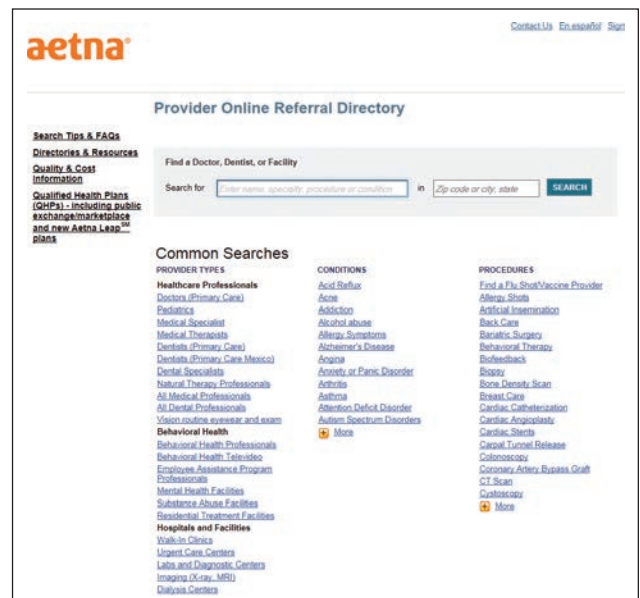 Contact Us En español Sign
aetna®
Provider Online Referral Directory
Search Tips & FAQs
Directories & Resources
Quality & Cost
Information
Qualified Health Plans
(QHPs) - including public
exchange/marketplace
and new Aetna Leap℠
plans
Find a Doctor, Dentist, or Facility
Search for Enter name, specialty, procedure or condition in Zip code or city, state SEARCH
Common Searches
PROVIDER TYPES
Healthcare Professionals
Doctors (Primary Care)
Pediatrics
Medical Specialist
Medical Therapists
Dentists (Primary Care)
Dentists (Primary Care Mexico)
Dental Specialists
Natural Therapy Professionals
All Medical Professionals
All Dental Professionals
Vision routine eyewear and exam
Behavioral Health
Behavioral Health Professionals
Behavioral Health Televideo
Employee Assistance Program
Professionals
Mental Health Facilities
Substance Abuse Facilities
Residential Treatment Facilities
Hospitals and Facilities
Walk-In Clinics
Urgent Care Centers
Labs and Diagnostic Centers
Imaging (X-ray, MRI)
Dialysis Centers
CONDITIONS
Acid Reflux
Acne
Addiction
Alcohol abuse
Allergy Symptoms
Alzheimer's Disease
Angina
Anxiety or Panic Disorder
Arthritis
Asthma
Attention Deficit Disorder
Autism Spectrum Disorders
More
PROCEDURES
Find a Flu Shot/Vaccine Provider
Allergy Shots
Artificial Insemination
Back Care
Bariatric Surgery
Behavioral Therapy
Biofeedback
Biopsy
Bone Density Scan
Breast Care
Cardiac Catheterization
Cardiac Angioplasty
Cardiac Stents
Carpal Tunnel Release
Colonoscopy
Coronary Artery Bypass Graft
CT Scan
Cystoscopy
More